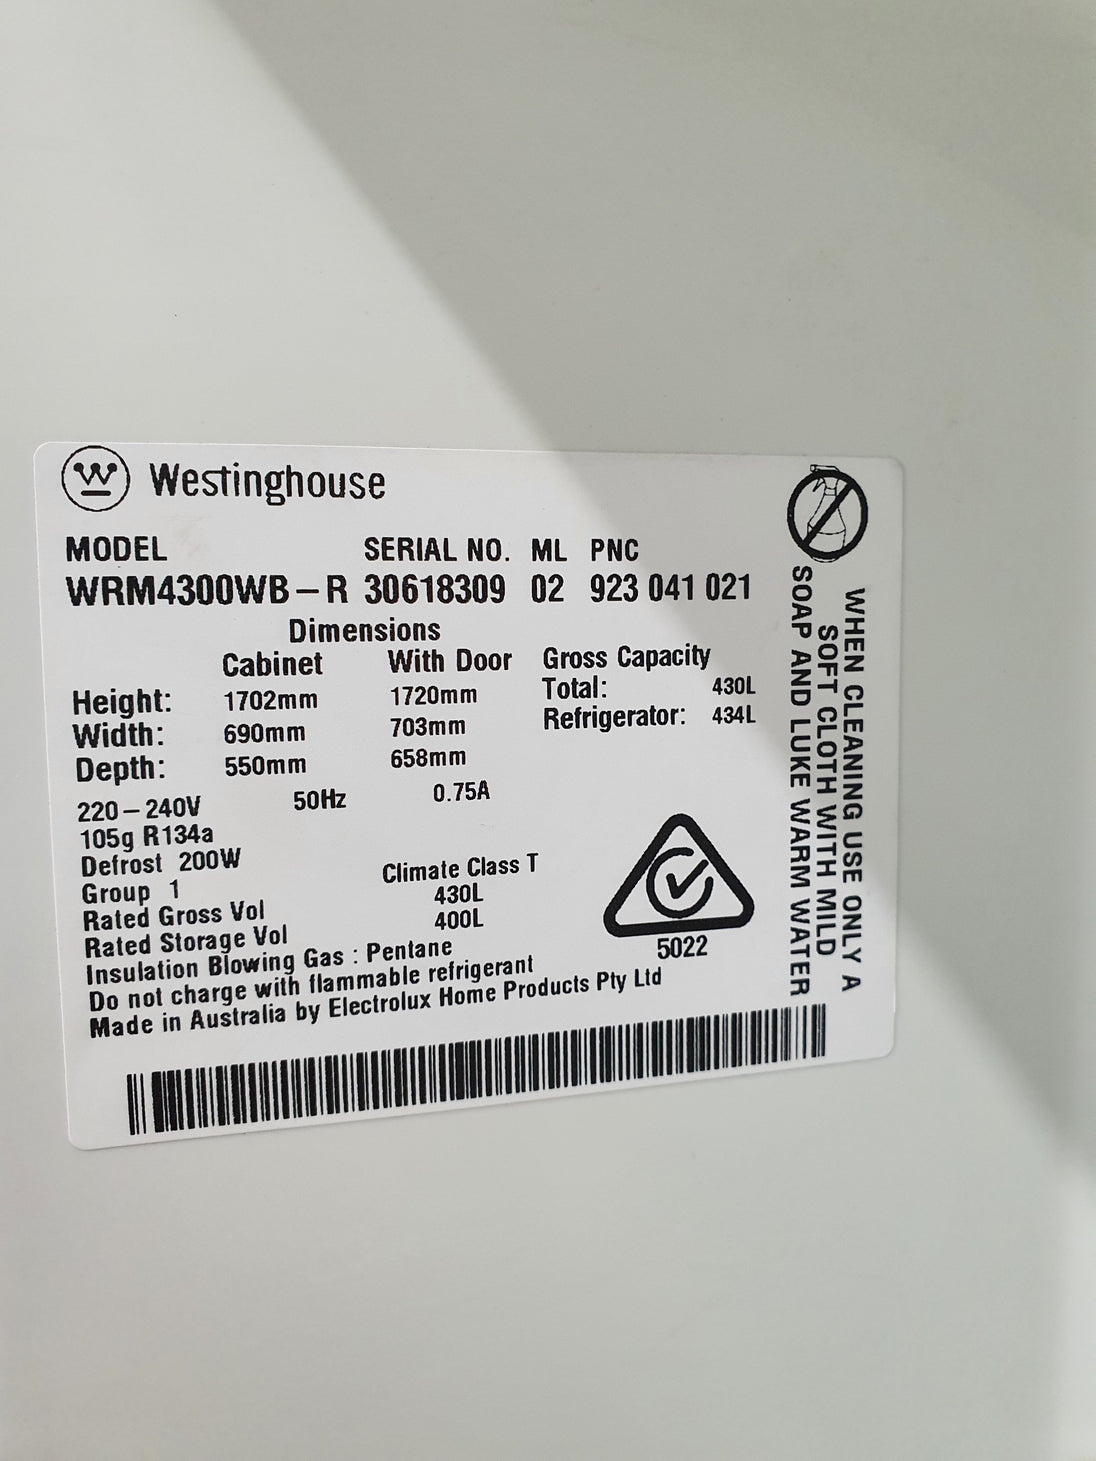 Westinghouse
MODEL SERIAL NO. ML PNC
WRM4300WB-R 30618309 02 923 041 021
Dimensions
Cabinet With Door Gross Capacity
Height: 1702mm 1720mm Total: 430L
Width: 690mm 703mm Refrigerator: 434L
Depth: 550mm 658mm
220-240V 50Hz 0.75A
105g R134a
Defrost 200W
Group 1 Climate Class T
Rated Gross Vol 430L
Rated Storage Vol 400L
Insulation Blowing Gas : Pentane
Do not charge with flammable refrigerant
Made in Australia by Electrolux Home Products Pty Ltd
5022
WHEN CLEANING USE ONLY A
SOFT CLOTH WITH MILD
SOAP AND LUKE WARM WATER